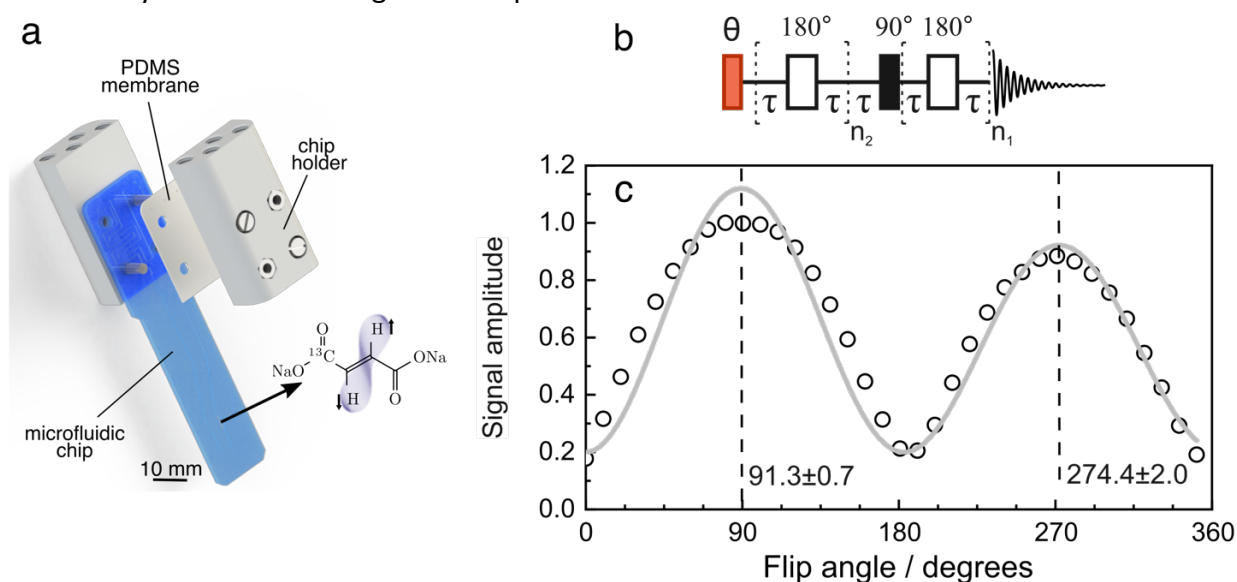 a
PDMS
membrane
chip
holder
O
13C
H
NaO
ONa
H
O
microfluidic
chip
10 mm
b
θ
180°
90°
180°
τ
τ
τ
τ
τ
n2
n1
c
1.2
1.0
0.8
0.6
0.4
0.2
0.0
Signal amplitude
91.3±0.7
274.4±2.0
0
90
180
270
360
Flip angle / degrees